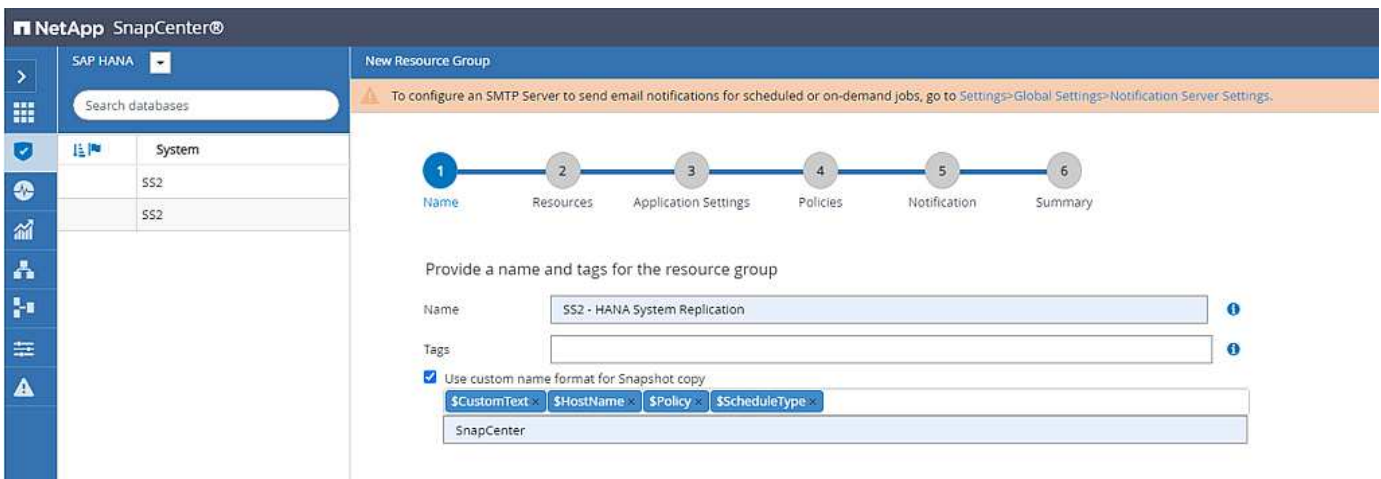 NetApp SnapCenter®
SAP HANA
New Resource Group
Search databases
To configure an SMTP Server to send email notifications for scheduled or on-demand jobs, go to Settings>Global Settings>Notification Server Settings.
System
SS2
SS2
1 2 3 4 5 6
Name Resources Application Settings Policies Notification Summary
Provide a name and tags for the resource group
Name SS2 - HANA System Replication
Tags
Use custom name format for Snapshot copy
$CustomText × $HostName × $Policy × $ScheduleType ×
SnapCenter